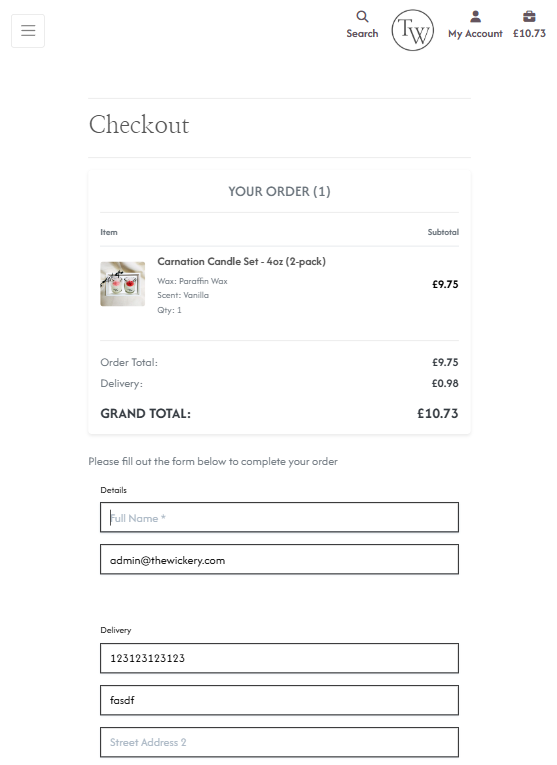 Search
TW
My Account
£10.73
Checkout
YOUR ORDER (1)
Item Subtotal
Carnation Candle Set - 4oz (2-pack)
Wax: Paraffin Wax
Scent: Vanilla
Qty: 1
£9.75
Order Total: £9.75
Delivery: £0.98
GRAND TOTAL: £10.73
Please fill out the form below to complete your order
Details
Full Name *
admin@thewickery.com
Delivery
123123123123
fasdf
Street Address 2